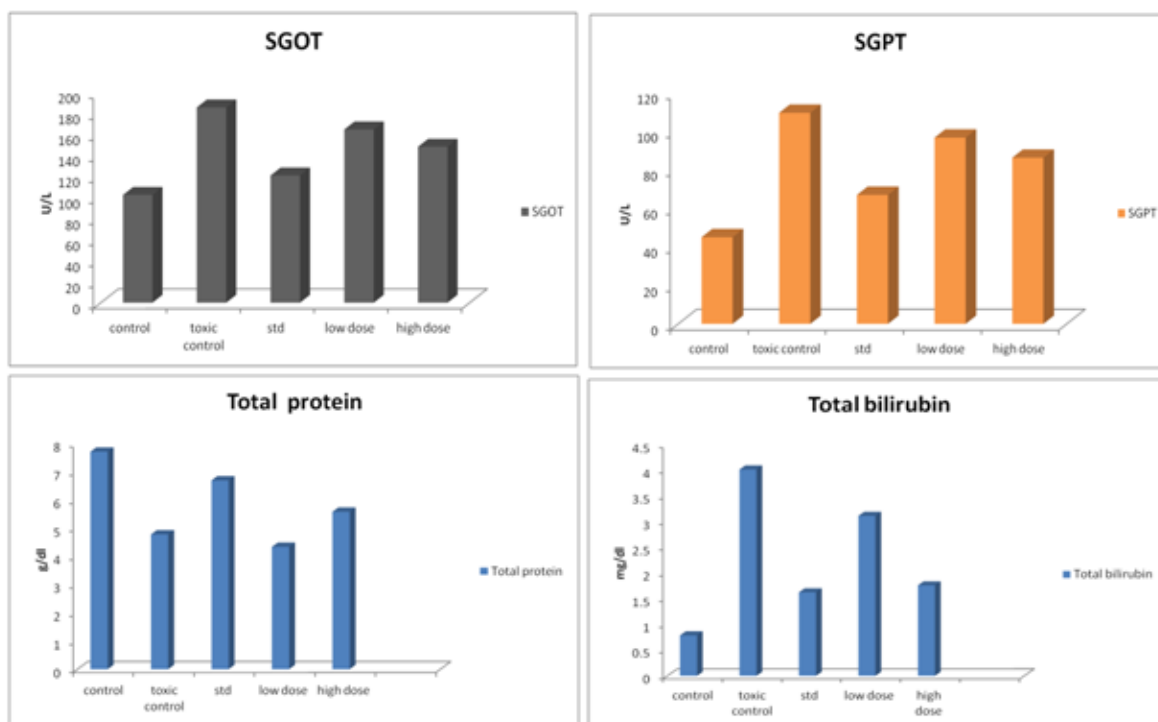 SGOT
200
180
160
140
120
100
80
60
40
20
0
U/L
control
toxic
control
std
low dose
high dose
SGOT
SGPT
120
100
80
60
40
20
0
U/L
control
toxic control
std
low dose
high dose
SGPT
Total protein
8
7
6
5
4
3
2
1
0
g/dl
control
toxic
control
std
low dose
high dose
Total protein
Total bilirubin
4.5
4
3.5
3
2.5
2
1.5
1
0.5
0
mg/dl
control
toxic
control
std
low dose
high
dose
Total bilirubin